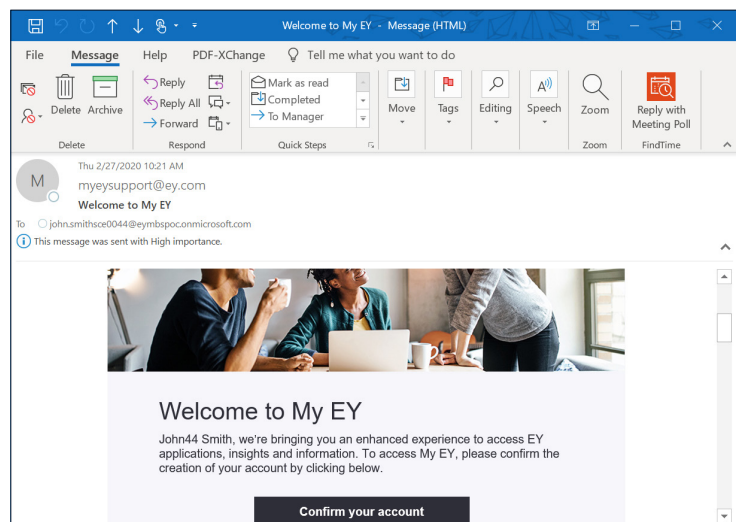 Welcome to My EY - Message (HTML)
File Message Help PDF-XChange Tell me what you want to do
Delete Archive
Reply
Reply All
Forward
Mark as read
Completed
To Manager
Move Tags Editing Speech Zoom Reply with Meeting Poll
Delete Respond Quick Steps Zoom FindTime
Thu 2/27/2020 10:21 AM
M
myeysupport@ey.com
Welcome to My EY
To john.smithsce0044@eymbspoc.onmicrosoft.com
This message was sent with High importance.
Welcome to My EY
John44 Smith, we're bringing you an enhanced experience to access EY
applications, insights and information. To access My EY, please confirm the
creation of your account by clicking below.
Confirm your account